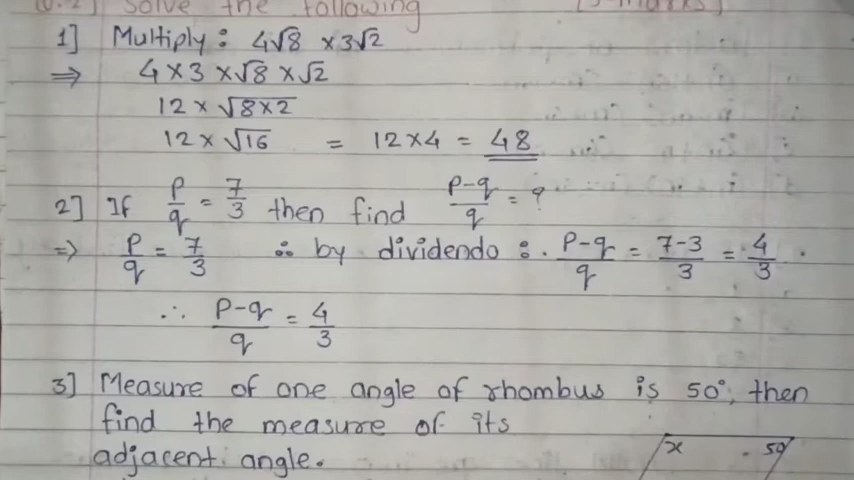 Solve the following
1] Multiply : 4√8 × 3√2
⇒ 4 × 3 × √8 × √2
12 × √8×2
12 × √16 = 12×4 = 48
2] If p/q = 7/3 then find p-q/q = ?
⇒ p/q = 7/3 ∴ by dividendo : . p-q/q = 7-3/3 = 4/3 .
∴ p-q/q = 4/3
3] Measure of one angle of rhombus is 50°, then
find the measure of its
adjacent angle.
x 50